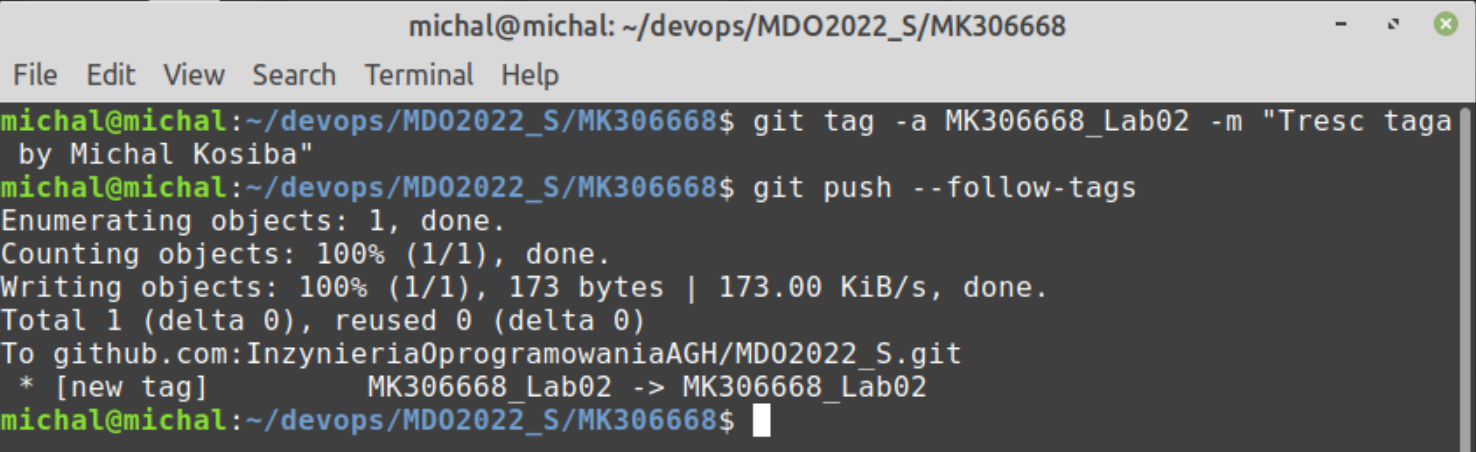 michal@michal: ~/devops/MDO2022_S/MK306668
File Edit View Search Terminal Help
michal@michal:~/devops/MDO2022_S/MK306668$ git tag -a MK306668_Lab02 -m "Tresc taga
by Michal Kosiba"
michal@michal:~/devops/MDO2022_S/MK306668$ git push --follow-tags
Enumerating objects: 1, done.
Counting objects: 100% (1/1), done.
Writing objects: 100% (1/1), 173 bytes | 173.00 KiB/s, done.
Total 1 (delta 0), reused 0 (delta 0)
To github.com:InzynieriaOprogramowaniaAGH/MDO2022_S.git
 * [new tag]         MK306668_Lab02 -> MK306668_Lab02
michal@michal:~/devops/MDO2022_S/MK306668$